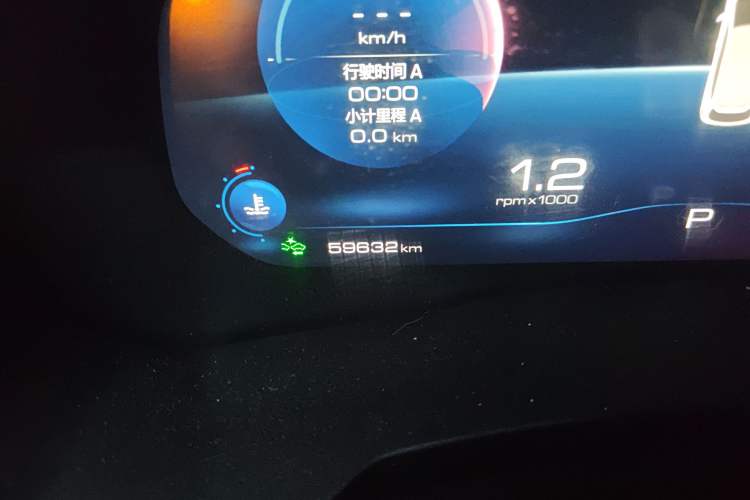 ---
km/h
行驶时间 A
00:00
小计里程 A
0.0 km
1.2
rpm x1000
P
59632 km